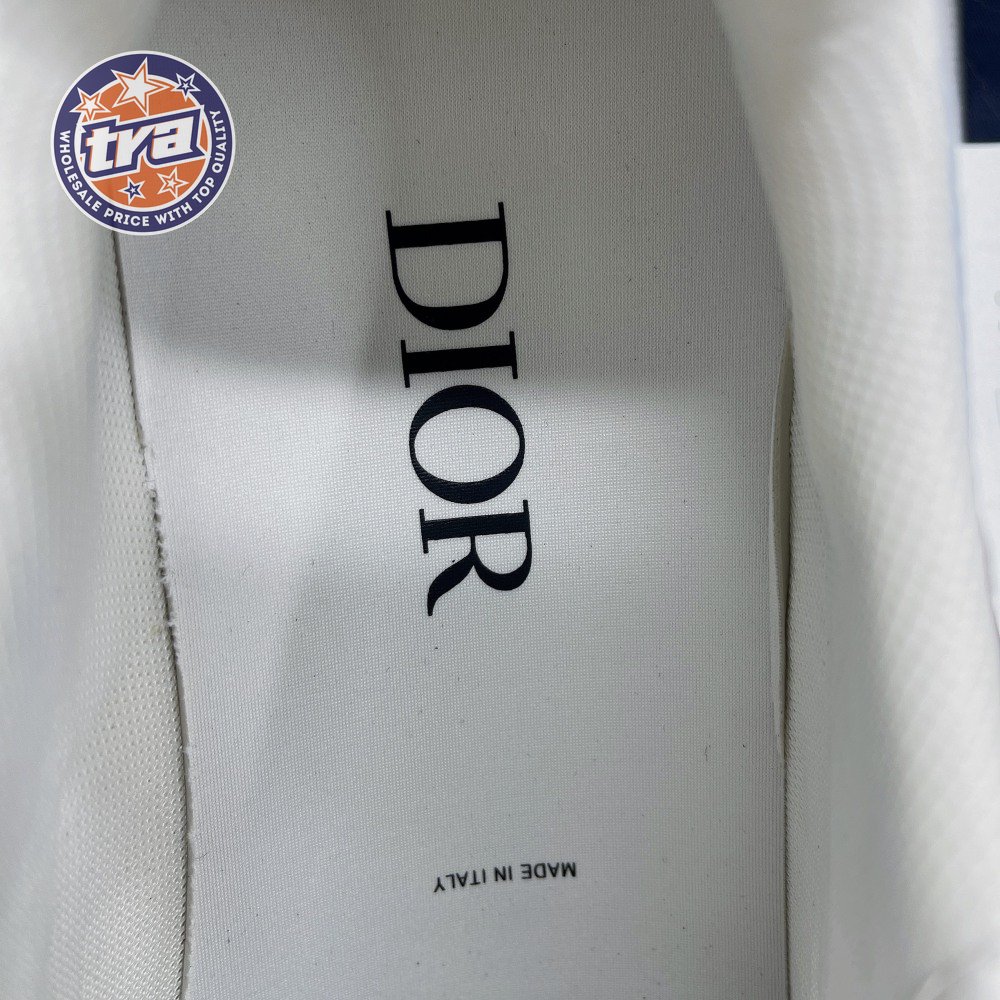 tra
WHOLESALE PRICE WITH TOP QUALITY
DIOR
MADE IN ITALY